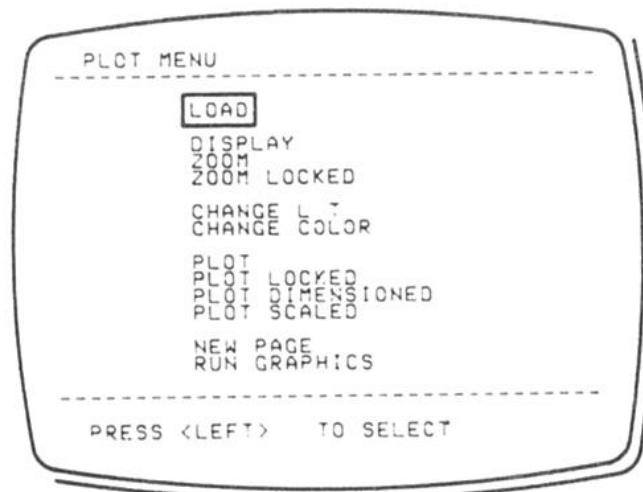 PLOT MENU
LOAD
DISPLAY
ZOOM
ZOOM LOCKED
CHANGE L T
CHANGE COLOR
PLOT
PLOT LOCKED
PLOT DIMENSIONED
PLOT SCALED
NEW PAGE
RUN GRAPHICS
PRESS <LEFT> TO SELECT